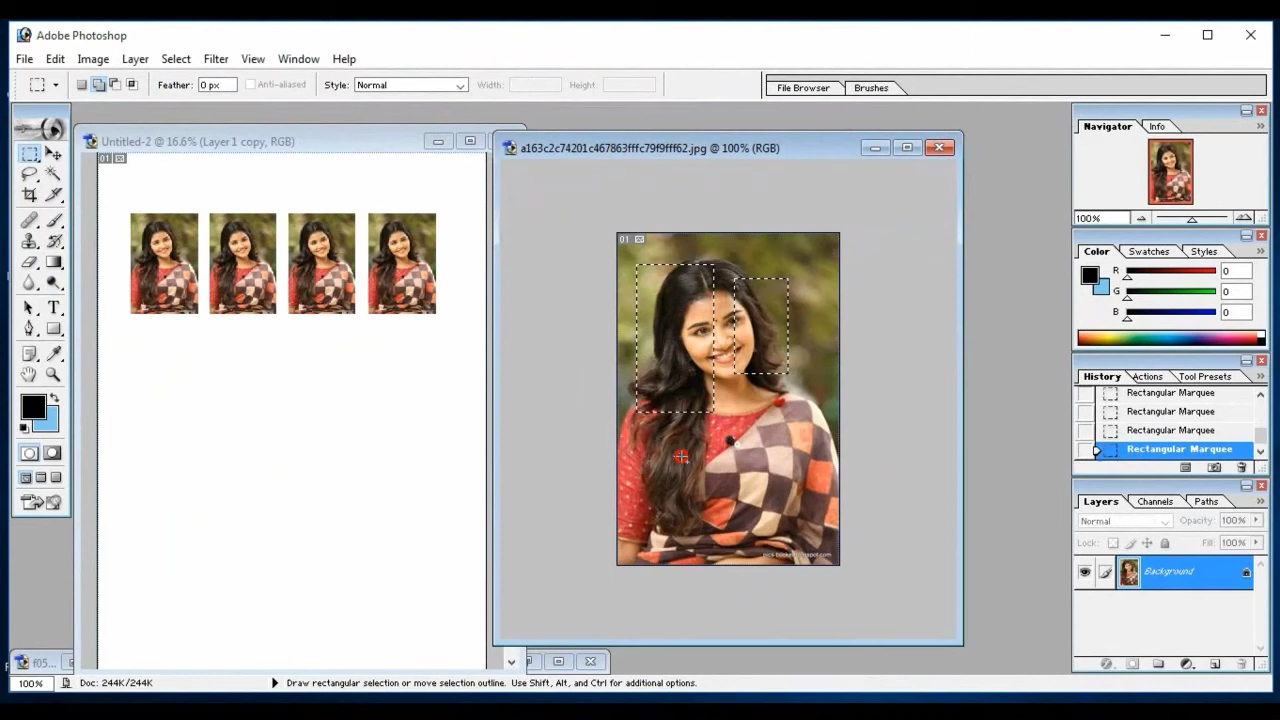 Adobe Photoshop
File Edit Image Layer Select Filter View Window Help
Feather: 0 px Anti-aliased Style: Normal Width: Height: File Browser Brushes
Untitled-2 @ 16.6% (Layer 1 copy, RGB)
01
a163c2c74201c467863fffc79f9fff62.jpg @ 100% (RGB)
01
Navigator Info
100%
Color Swatches Styles
R 0
G 0
B 0
History Actions Tool Presets
Rectangular Marquee
Rectangular Marquee
Rectangular Marquee
Rectangular Marquee
Layers Channels Paths
Normal Opacity: 100%
Lock: Fill: 100%
Background
f05...
100% Doc: 244K/244K Draw rectangular selection or move selection outline. Use Shift, Alt, and Ctrl for additional options.